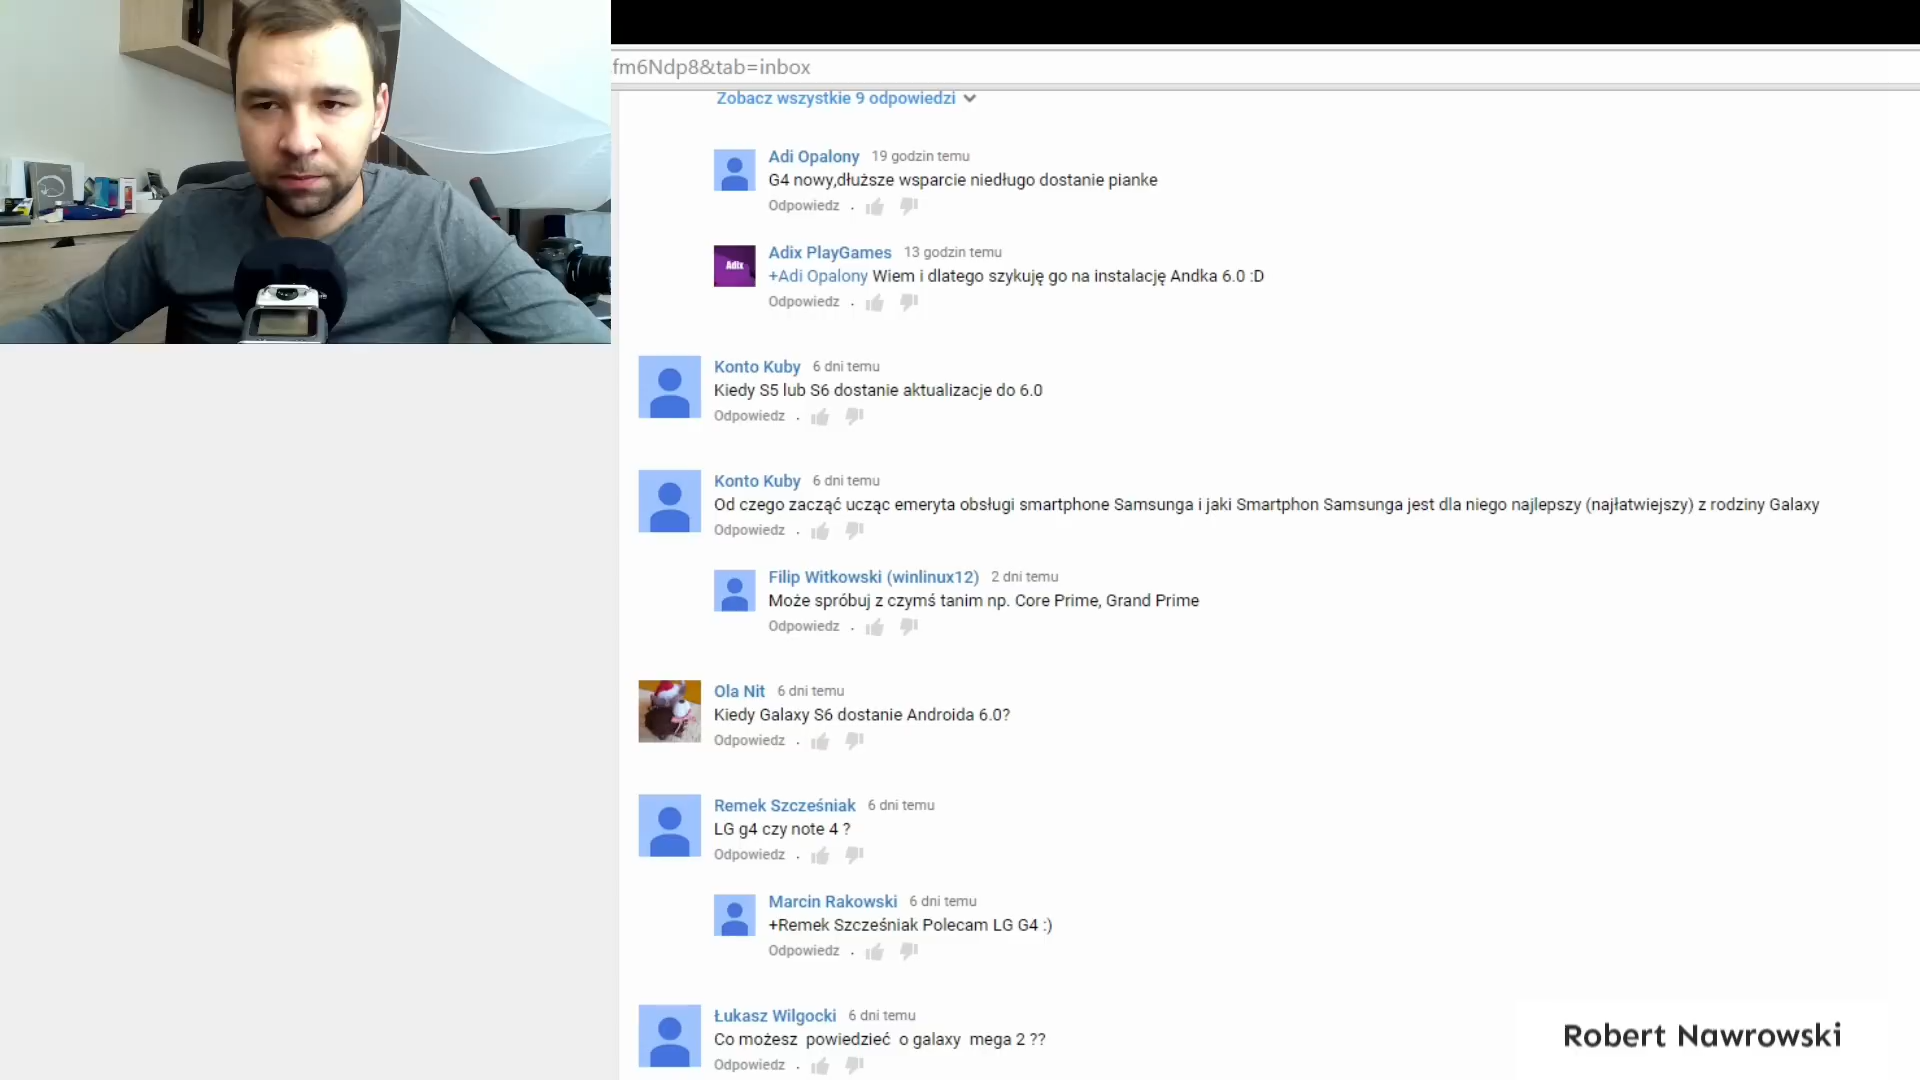 fm6Ndp8&tab=inbox
Zobacz wszystkie 9 odpowiedzi
Adi Opalony 19 godzin temu
G4 nowy,dłuższe wsparcie niedługo dostanie pianke
Odpowiedz .
Adix
Adix PlayGames 13 godzin temu
+Adi Opalony Wiem i dlatego szykuję go na instalację Andka 6.0 :D
Odpowiedz .
Konto Kuby 6 dni temu
Kiedy S5 lub S6 dostanie aktualizacje do 6.0
Odpowiedz .
Konto Kuby 6 dni temu
Od czego zacząć ucząc emeryta obsługi smartphone Samsunga i jaki Smartphon Samsunga jest dla niego najlepszy (najłatwiejszy) z rodziny Galaxy
Odpowiedz .
Filip Witkowski (winlinux12) 2 dni temu
Może spróbuj z czymś tanim np. Core Prime, Grand Prime
Odpowiedz .
Ola Nit 6 dni temu
Kiedy Galaxy S6 dostanie Androida 6.0?
Odpowiedz .
Remek Szcześniak 6 dni temu
LG g4 czy note 4 ?
Odpowiedz .
Marcin Rakowski 6 dni temu
+Remek Szcześniak Polecam LG G4 :)
Odpowiedz .
Łukasz Wilgocki 6 dni temu
Co możesz powiedzieć o galaxy mega 2 ??
Odpowiedz .
Robert Nawrowski